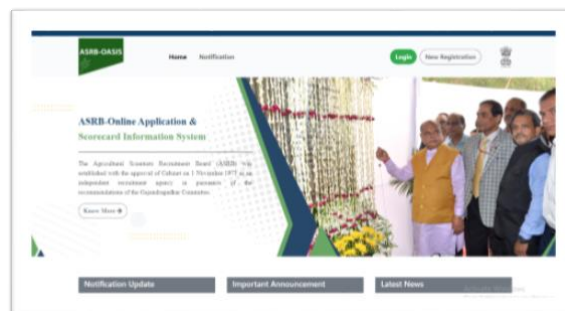 ASRB-OASIS
Home Notification
Login New Registration
ASRB-Online Application &
Scorecard Information System
The Agricultural Scientists Recruitment Board (ASRB) was
established with the approval of Cabinet on 1 November 1973 as an
independent recruitment agency in pursuance of the
recommendations of the Gajendragadkar Committee.
Know More
Notification Update
Important Announcement
Latest News
Activate Windows